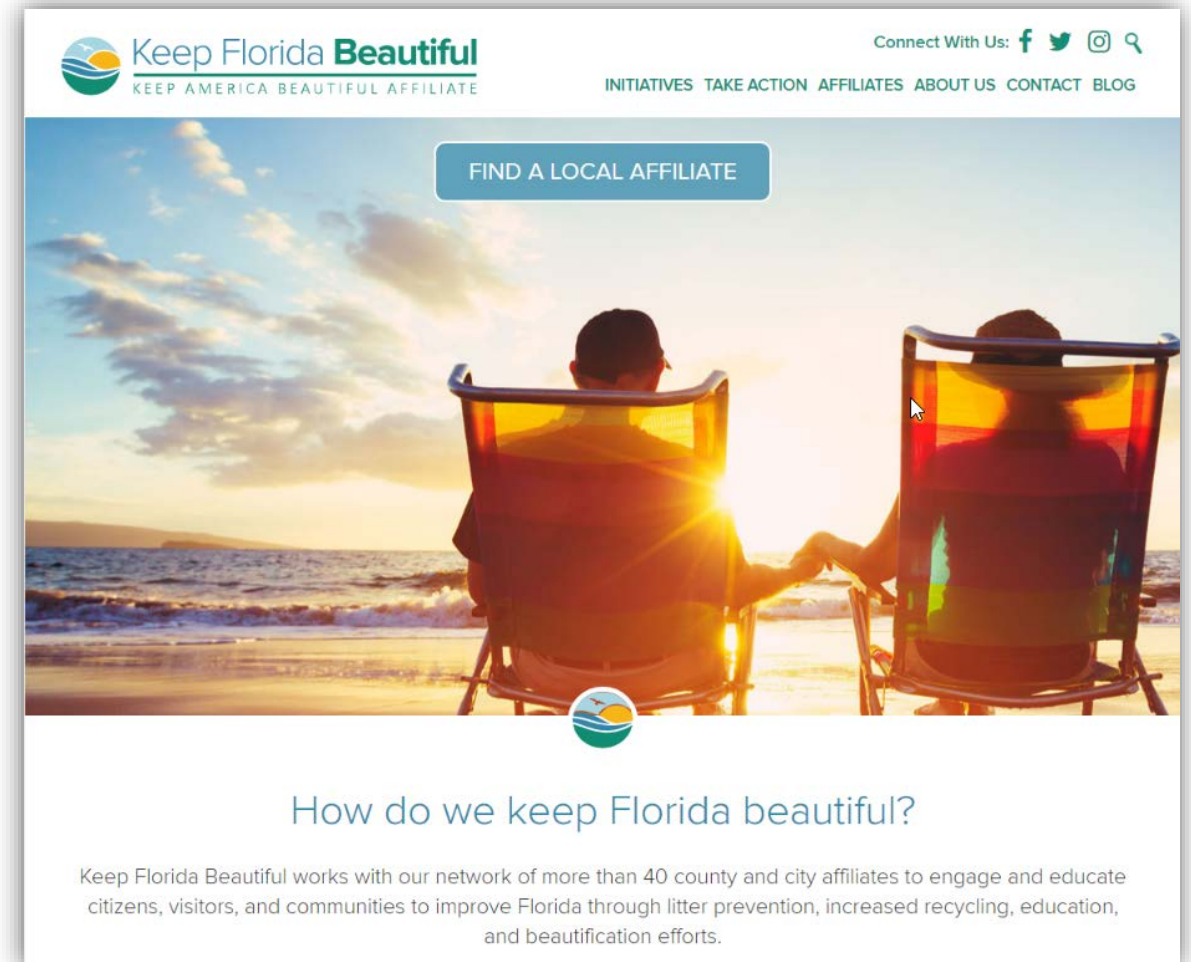 Keep Florida Beautiful
KEEP AMERICA BEAUTIFUL AFFILIATE
Connect With Us:
INITIATIVES TAKE ACTION AFFILIATES ABOUT US CONTACT BLOG
FIND A LOCAL AFFILIATE
How do we keep Florida beautiful?
Keep Florida Beautiful works with our network of more than 40 county and city affiliates to engage and educate
citizens, visitors, and communities to improve Florida through litter prevention, increased recycling, education,
and beautification efforts.